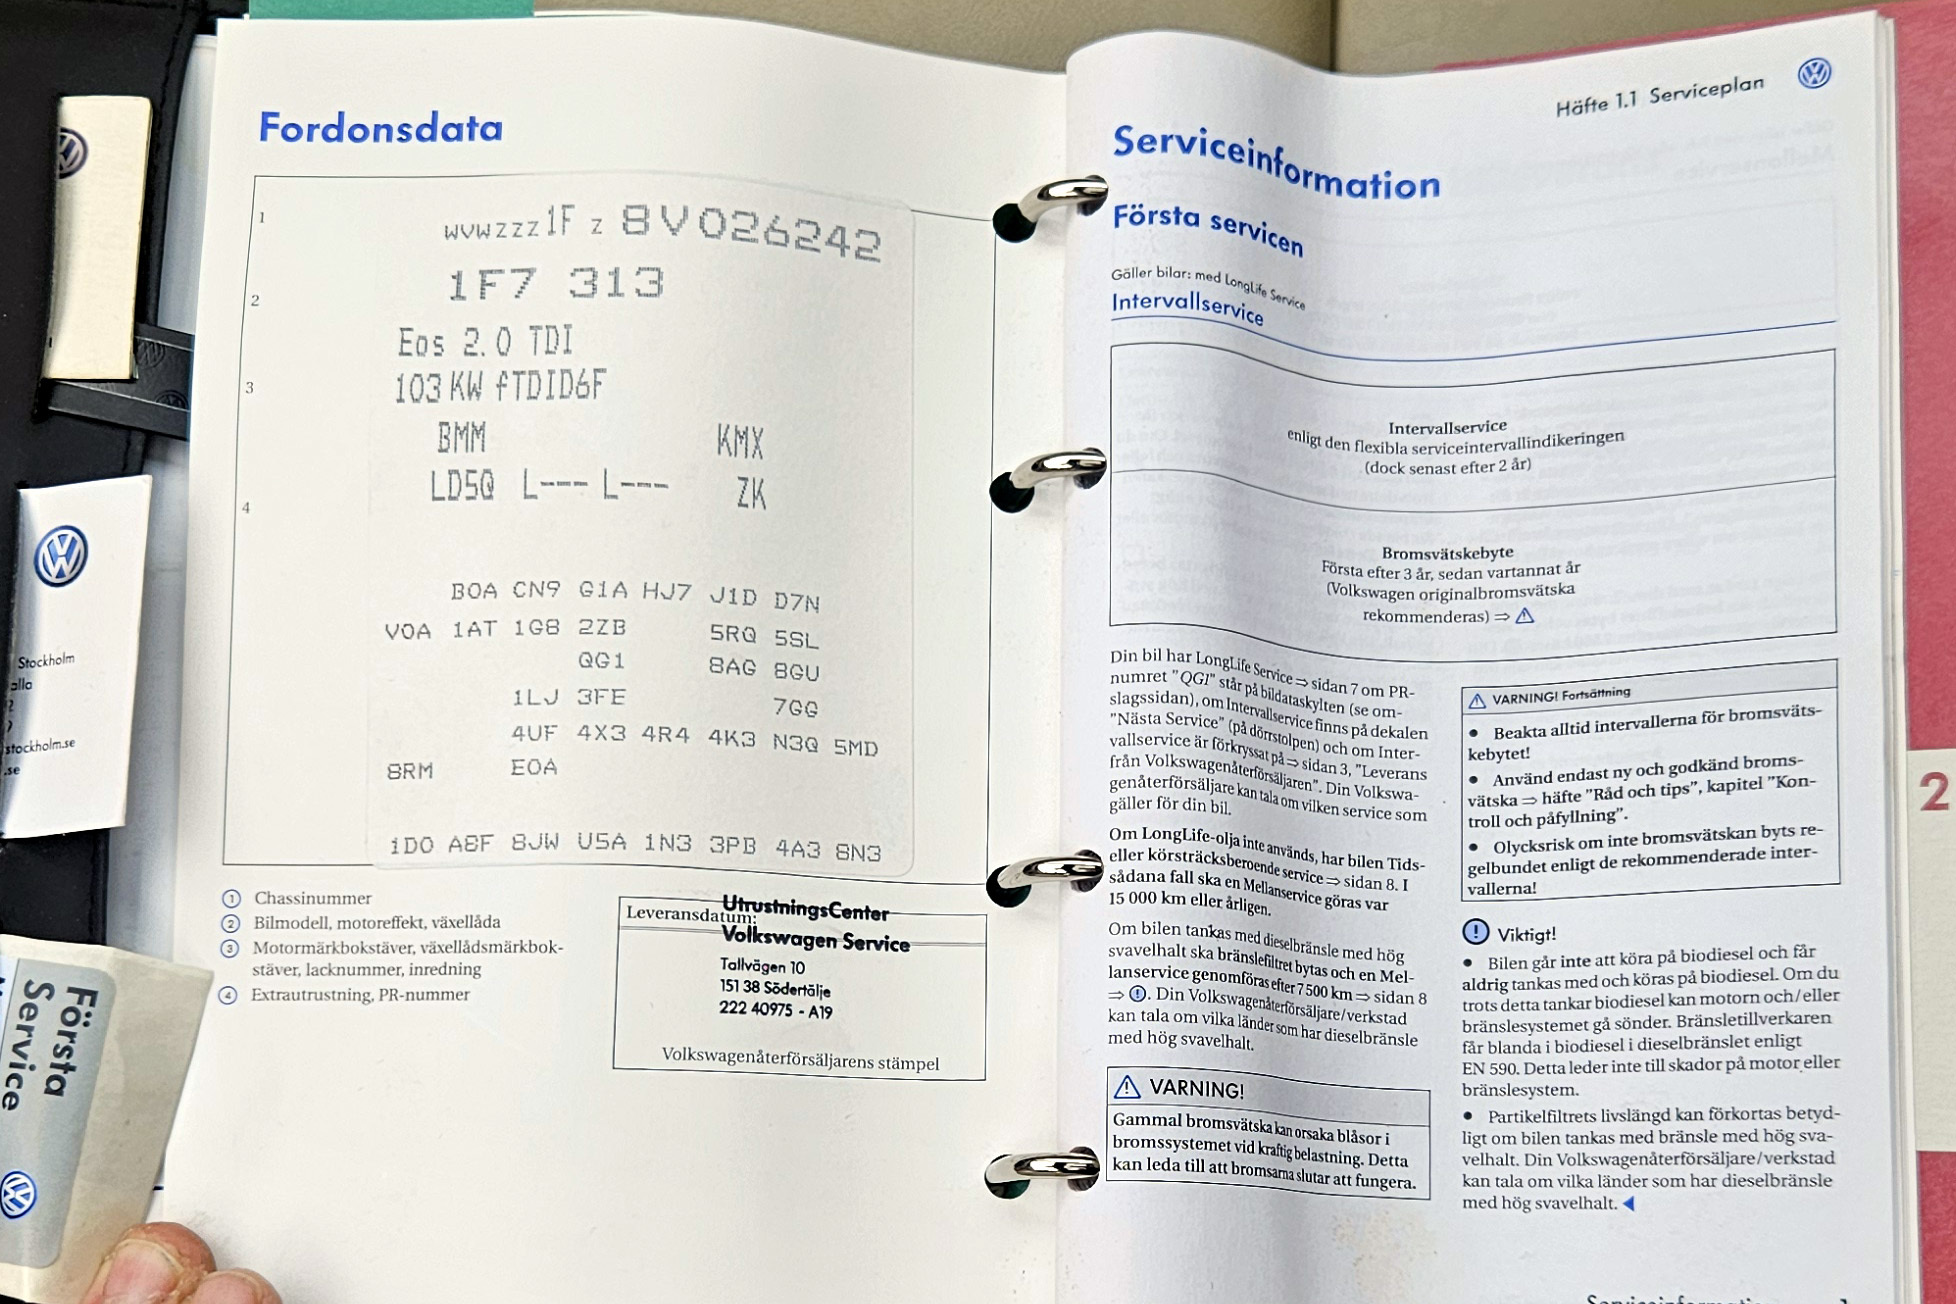 Fordonsdata
1
WVWZZZ1F Z 8V026242
2
1F7 313
Eos 2.0 TDI
3
103 KW fTDID6F
BMM KMX
4
LD5Q L--- L--- ZK
B0A CN9 G1A HJ7 J1D D7N
V0A 1AT 1G8 2ZB 5RQ 5SL
QG1 8AG 8GU
1LJ 3FE 7GG
4UF 4X3 4R4 4K3 N3Q 5MD
8RM E0A
1D0 A8F 8JW U5A 1N3 3PB 4A3 8N3
1 Chassinummer
2 Bilmodell, motoreffekt, växellåda
3 Motormärkbokstäver, växellådsmärkbok-
stäver, lacknummer, inredning
4 Extrautrustning, PR-nummer
Leveransdatum:
UtrustningsCenter
Volkswagen Service
Tallvägen 10
151 38 Södertälje
222 40975 - A19
Volkswagenåterförsäljarens stämpel
Stockholm
alla
stockholm.se
.se
Första
Service
Häfte 1.1 Serviceplan
Serviceinformation
Första servicen
Gäller bilar: med LongLife Service
Intervallservice
Intervallservice
enligt den flexibla serviceintervallindikeringen
(dock senast efter 2 år)
Bromsvätskebyte
Första efter 3 år, sedan vartannat år
(Volkswagen originalbromsvätska
rekommenderas) ⇒ ⚠
Din bil har LongLife Service ⇒ sidan 7 om PR-
numret "QG1" står på bildataskylten (se om-
slagssidan), om Intervallservice finns på dekalen
"Nästa Service" (på dörrstolpen) och om Inter-
vallservice är förkryssat på ⇒ sidan 3, "Leverans
från Volkswagenåterförsäljaren". Din Volkswa-
genåterförsäljare kan tala om vilken service som
gäller för din bil.
Om LongLife-olja inte används, har bilen Tids-
eller körsträcksberoende service ⇒ sidan 8. I
sådana fall ska en Mellanservice göras var
15 000 km eller årligen.
Om bilen tankas med dieselbränsle med hög
svavelhalt ska bränslefiltret bytas och en Mel-
lanservice genomföras efter 7 500 km ⇒ sidan 8
⇒ !. Din Volkswagenåterförsäljare/verkstad
kan tala om vilka länder som har dieselbränsle
med hög svavelhalt.
VARNING!
Gammal bromsvätska kan orsaka blåsor i
bromssystemet vid kraftig belastning. Detta
kan leda till att bromsarna slutar att fungera.
VARNING! Fortsättning
• Beakta alltid intervallerna för bromsväts-
kebytet!
• Använd endast ny och godkänd broms-
vätska ⇒ häfte "Råd och tips", kapitel "Kon-
troll och påfyllning".
• Olycksrisk om inte bromsvätskan byts re-
gelbundet enligt de rekommenderade inter-
vallerna!
Viktigt!
• Bilen går inte att köra på biodiesel och får
aldrig tankas med och köras på biodiesel. Om du
trots detta tankar biodiesel kan motorn och/eller
bränslesystemet gå sönder. Bränsletillverkaren
får blanda i biodiesel i dieselbränslet enligt
EN 590. Detta leder inte till skador på motor eller
bränslesystem.
• Partikelfiltrets livslängd kan förkortas betyd-
ligt om bilen tankas med bränsle med hög sva-
velhalt. Din Volkswagenåterförsäljare/verkstad
kan tala om vilka länder som har dieselbränsle
med hög svavelhalt. ◀
2